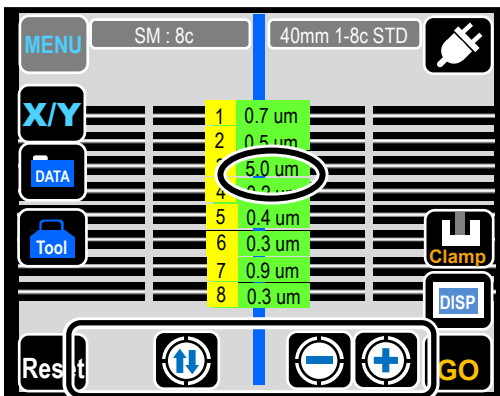 MENU
SM : 8c
40mm 1-8c STD
X/Y
1 0.7 um
2 0.5 um
5.0 um
DATA
4
5 0.4 um
Tool
6 0.3 um
Clamp
7 0.9 um
8 0.3 um
DISP
Reset
GO